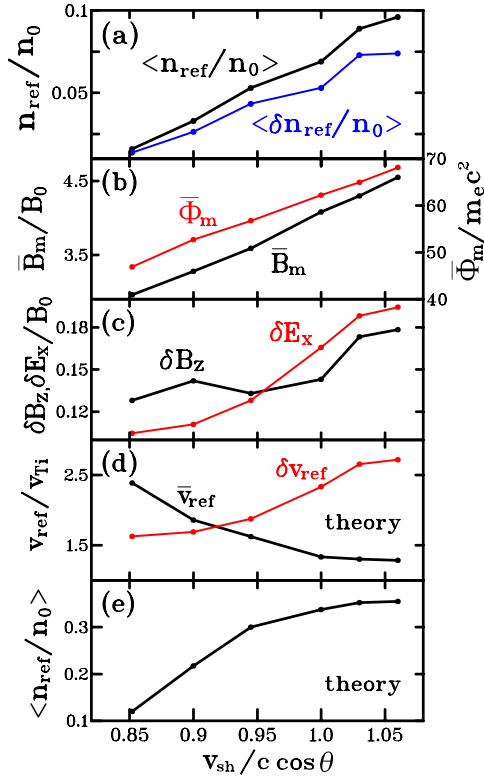 0.1
(a)
<n_ref/n_0>
n_ref/n_0
0.05
<δn_ref/n_0>
70
(b)
4.5
Φ̅_m
60
B̅_m/B_0
Φ̅_m/m_ec²
3.5
B̅_m
50
40
(c)
0.18
δE_x
δB_z,δE_x/B_0
0.15
δB_z
0.12
(d)
2.5
v̅_ref
δv_ref
v_ref/v_Ti
theory
1.5
(e)
0.3
<n_ref/n_0>
0.2
theory
0.1
0.85 0.9 0.95 1.0 1.05
v_sh/c cosθ